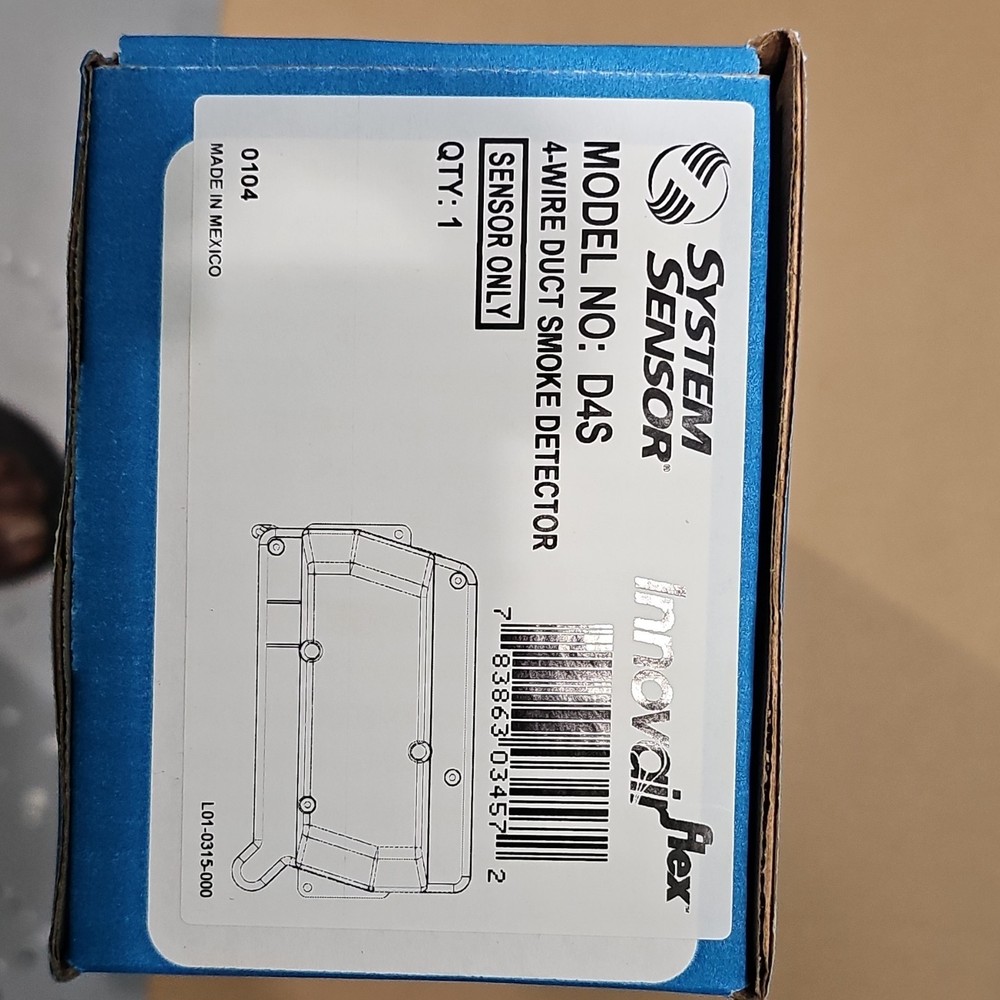 SYSTEM
SENSOR®
innovairflex™
MODEL NO: D4S
4-WIRE DUCT SMOKE DETECTOR
SENSOR ONLY
QTY: 1
7 83863 03457 2
0104
MADE IN MEXICO
L01-0315-000